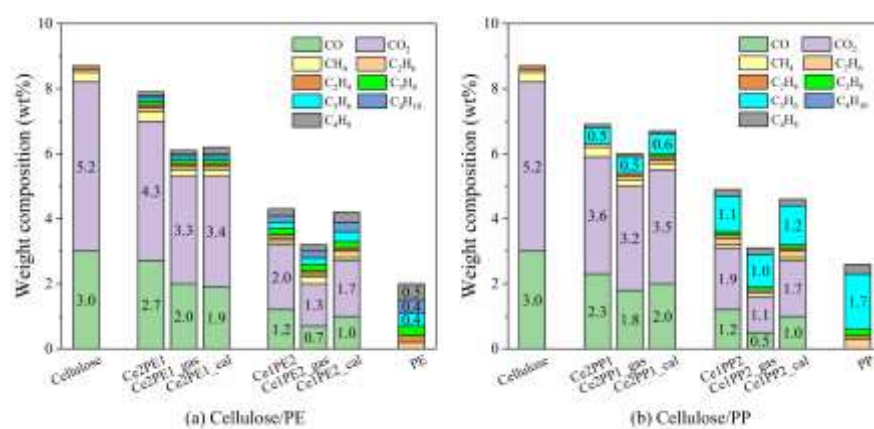 10
8
6
4
2
0
Weight composition (wt%)
CO
CO₂
CH₄
C₂H₆
C₂H₄
C₃H₈
C₃H₆
C₄H₁₀
C₄H₈
5.2
3.0
4.3
2.7
3.3
2.0
3.4
1.9
2.0
1.2
1.3
0.7
1.7
1.0
0.5
0.4
0.4
Cellulose
Ce2PE1
Ce2PE1_gas
Ce2PE1_cal
Ce1PE2
Ce1PE2_gas
Ce1PE2_cal
PE
(a) Cellulose/PE
10
8
6
4
2
0
Weight composition (wt%)
CO
CO₂
CH₄
C₂H₆
C₂H₄
C₃H₈
C₃H₆
C₄H₁₀
C₄H₈
5.2
3.0
0.5
3.6
2.3
0.5
3.2
1.8
0.6
3.5
2.0
1.1
1.9
1.2
1.0
1.1
0.5
1.2
1.7
1.0
1.7
Cellulose
Ce2PP1
Ce2PP1_gas
Ce2PP1_cal
Ce1PP2
Ce1PP2_gas
Ce1PP2_cal
PP
(b) Cellulose/PP